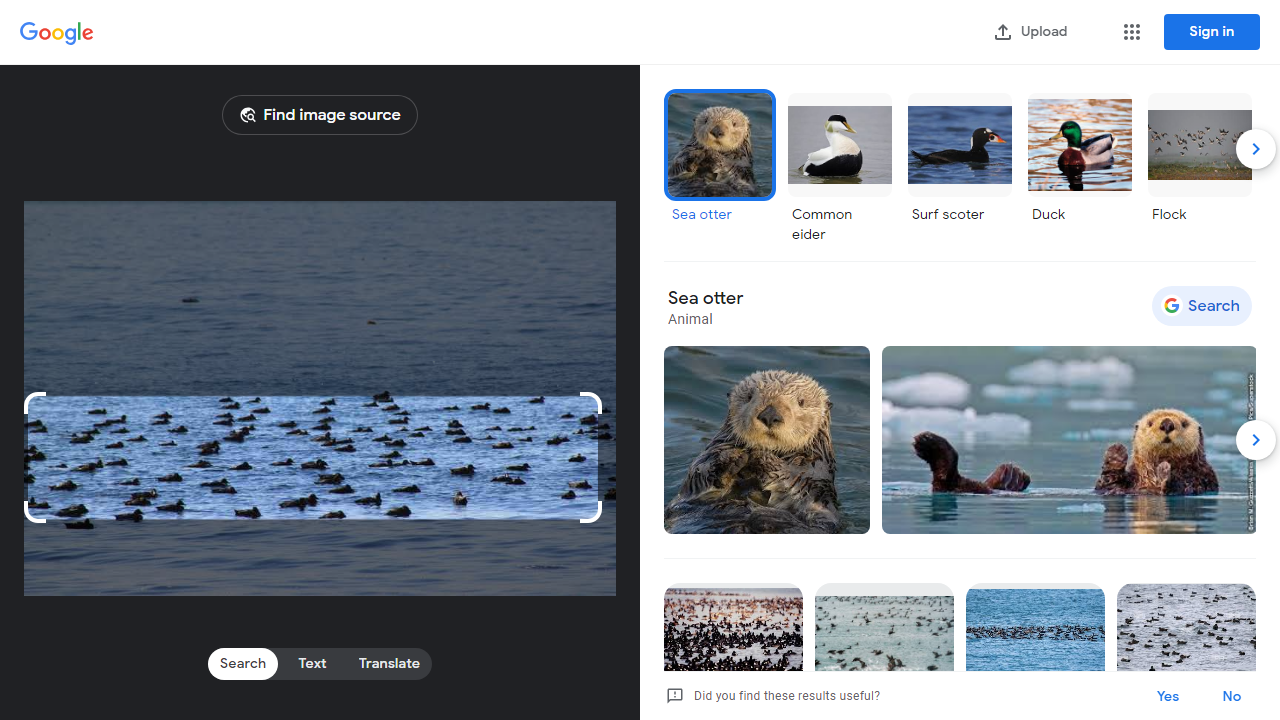 Google
Upload
Sign in
Find image source
Sea otter
Common
eider
Surf scoter
Duck
Flock
Sea otter
Animal
Search
Search
Text
Translate
Did you find these results useful?
Yes
No